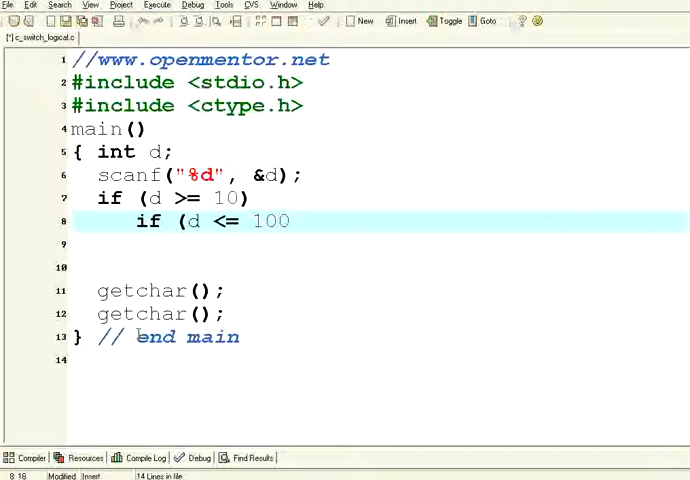 File Edit Search View Project Execute Debug Tools CVS Window Help
New Insert Toggle Goto
[*] c_switch_logical.c
1 //www.openmentor.net
2 #include <stdio.h>
3 #include <ctype.h>
4 main()
5 { int d;
6 scanf("%d", &d);
7 if (d >= 10)
8 if (d <= 100
9
10
11 getchar();
12 getchar();
13 } // end main
14
Compiler Resources Compile Log Debug Find Results
8: 18 Modified Insert 14 Lines in file